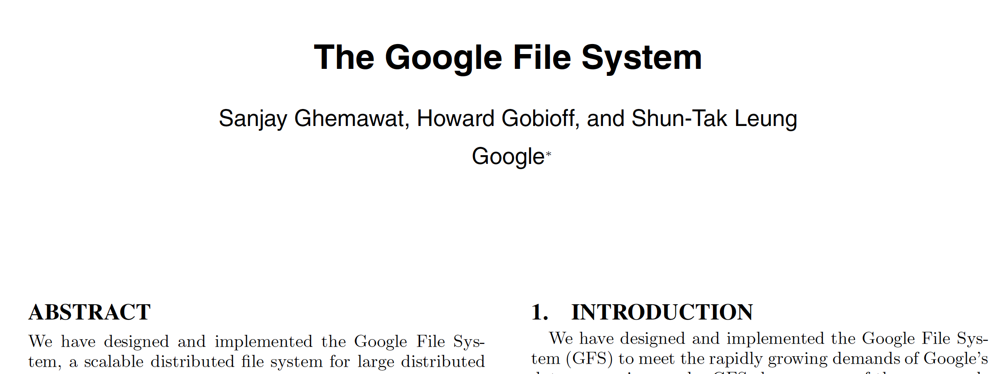 The Google File System
Sanjay Ghemawat, Howard Gobioff, and Shun-Tak Leung
Google*
ABSTRACT
We have designed and implemented the Google File Sys-
tem, a scalable distributed file system for large distributed
1. INTRODUCTION
We have designed and implemented the Google File Sys-
tem (GFS) to meet the rapidly growing demands of Google's